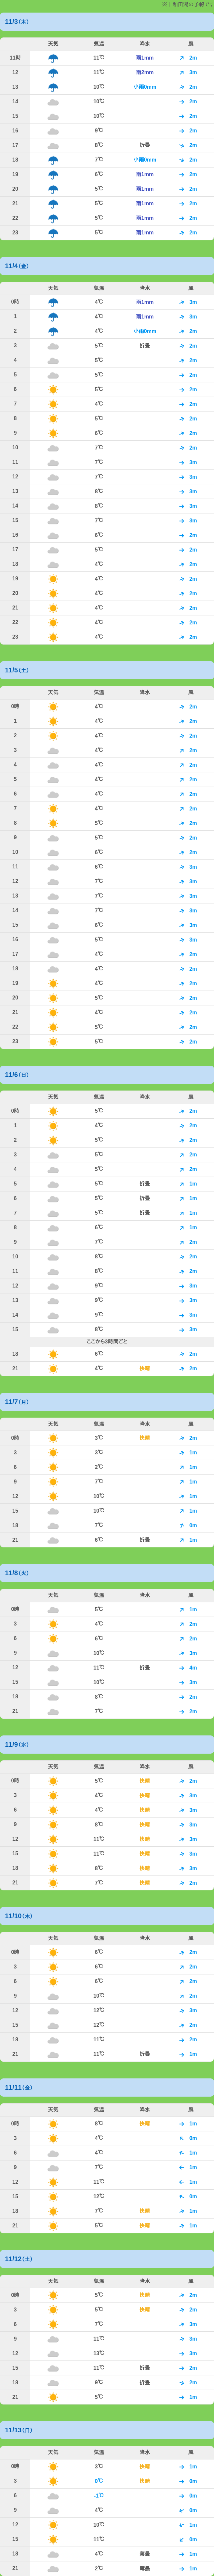 11/3(木)
天気 気温 降水 風
11時 11℃ 雨1mm 2m
12 11℃ 雨2mm 3m
13 10℃ 小雨0mm 2m
14 10℃ 2m
15 10℃ 2m
16 9℃ 2m
17 8℃ 折畳 2m
18 7℃ 小雨0mm 2m
19 6℃ 雨1mm 2m
20 5℃ 雨1mm 2m
21 5℃ 雨1mm 2m
22 5℃ 雨1mm 2m
23 5℃ 雨1mm 2m
11/4(金)
天気 気温 降水 風
0時 4℃ 雨1mm 3m
1 4℃ 雨1mm 3m
2 4℃ 小雨0mm 2m
3 5℃ 折畳 2m
4 5℃ 2m
5 5℃ 2m
6 5℃ 2m
7 4℃ 2m
8 5℃ 2m
9 6℃ 2m
10 7℃ 2m
11 7℃ 3m
12 7℃ 3m
13 8℃ 3m
14 8℃ 3m
15 7℃ 3m
16 6℃ 2m
17 5℃ 2m
18 4℃ 2m
19 4℃ 2m
20 4℃ 2m
21 4℃ 2m
22 4℃ 2m
23 4℃ 2m
11/5(土)
天気 気温 降水 風
0時 4℃ 2m
1 4℃ 2m
2 4℃ 2m
3 4℃ 2m
4 4℃ 2m
5 4℃ 2m
6 4℃ 2m
7 4℃ 2m
8 5℃ 2m
9 5℃ 2m
10 6℃ 2m
11 6℃ 3m
12 7℃ 3m
13 7℃ 3m
14 7℃ 3m
15 6℃ 3m
16 5℃ 3m
17 4℃ 2m
18 4℃ 2m
19 4℃ 2m
20 5℃ 2m
21 4℃ 2m
22 5℃ 2m
23 5℃ 2m
11/6(日)
天気 気温 降水 風
0時 5℃ 2m
1 4℃ 2m
2 5℃ 2m
3 5℃ 2m
4 5℃ 2m
5 5℃ 折畳 1m
6 5℃ 折畳 1m
7 5℃ 折畳 1m
8 6℃ 1m
9 7℃ 2m
10 8℃ 2m
11 8℃ 2m
12 9℃ 3m
13 9℃ 3m
14 9℃ 3m
15 8℃ 3m
ここから3時間ごと
18 6℃ 2m
21 4℃ 快晴 2m
11/7(月)
天気 気温 降水 風
0時 3℃ 快晴 2m
3 3℃ 1m
6 2℃ 1m
9 7℃ 1m
12 10℃ 1m
15 10℃ 1m
18 7℃ 0m
21 6℃ 折畳 1m
11/8(火)
天気 気温 降水 風
0時 5℃ 1m
3 4℃ 2m
6 6℃ 2m
9 10℃ 3m
12 11℃ 折畳 4m
15 10℃ 3m
18 8℃ 2m
21 7℃ 2m
11/9(水)
天気 気温 降水 風
0時 5℃ 快晴 2m
3 4℃ 快晴 3m
6 4℃ 快晴 3m
9 8℃ 快晴 3m
12 11℃ 快晴 3m
15 11℃ 快晴 3m
18 8℃ 快晴 3m
21 7℃ 快晴 2m
11/10(木)
天気 気温 降水 風
0時 6℃ 2m
3 6℃ 2m
6 6℃ 2m
9 10℃ 2m
12 12℃ 3m
15 12℃ 2m
18 11℃ 2m
21 11℃ 折畳 1m
11/11(金)
天気 気温 降水 風
0時 8℃ 快晴 1m
3 4℃ 0m
6 4℃ 1m
9 7℃ 1m
12 11℃ 1m
15 12℃ 0m
18 7℃ 快晴 1m
21 5℃ 快晴 1m
11/12(土)
天気 気温 降水 風
0時 5℃ 快晴 2m
3 5℃ 快晴 2m
6 7℃ 3m
9 11℃ 3m
12 13℃ 3m
15 11℃ 折畳 2m
18 9℃ 折畳 2m
21 5℃ 1m
11/13(日)
天気 気温 降水 風
0時 3℃ 快晴 1m
3 0℃ 快晴 0m
6 -1℃ 0m
9 4℃ 0m
12 10℃ 1m
15 11℃ 0m
18 4℃ 薄曇 1m
21 2℃ 薄曇 1m